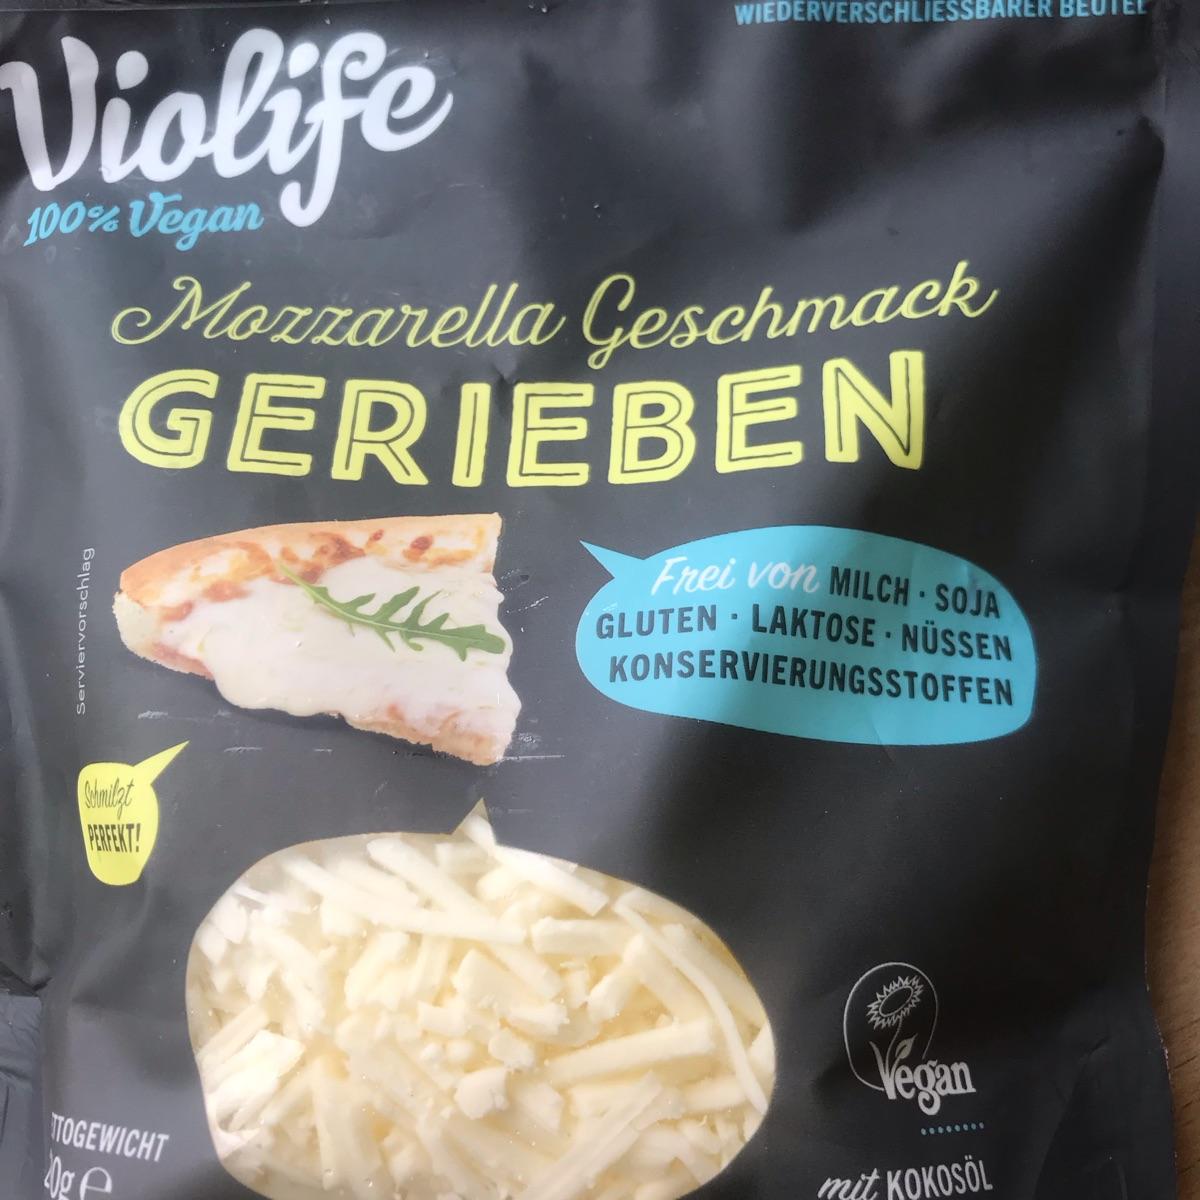 WIEDERVERSCHLIESSBARER BEUTEL
Violife
100% Vegan
Mozzarella Geschmack
GERIEBEN
Serviervorschlag
Frei von MILCH · SOJA
GLUTEN · LAKTOSE · NÜSSEN
KONSERVIERUNGSSTOFFEN
Schmilzt
PERFEKT!
Vegan
mit KOKOSÖL